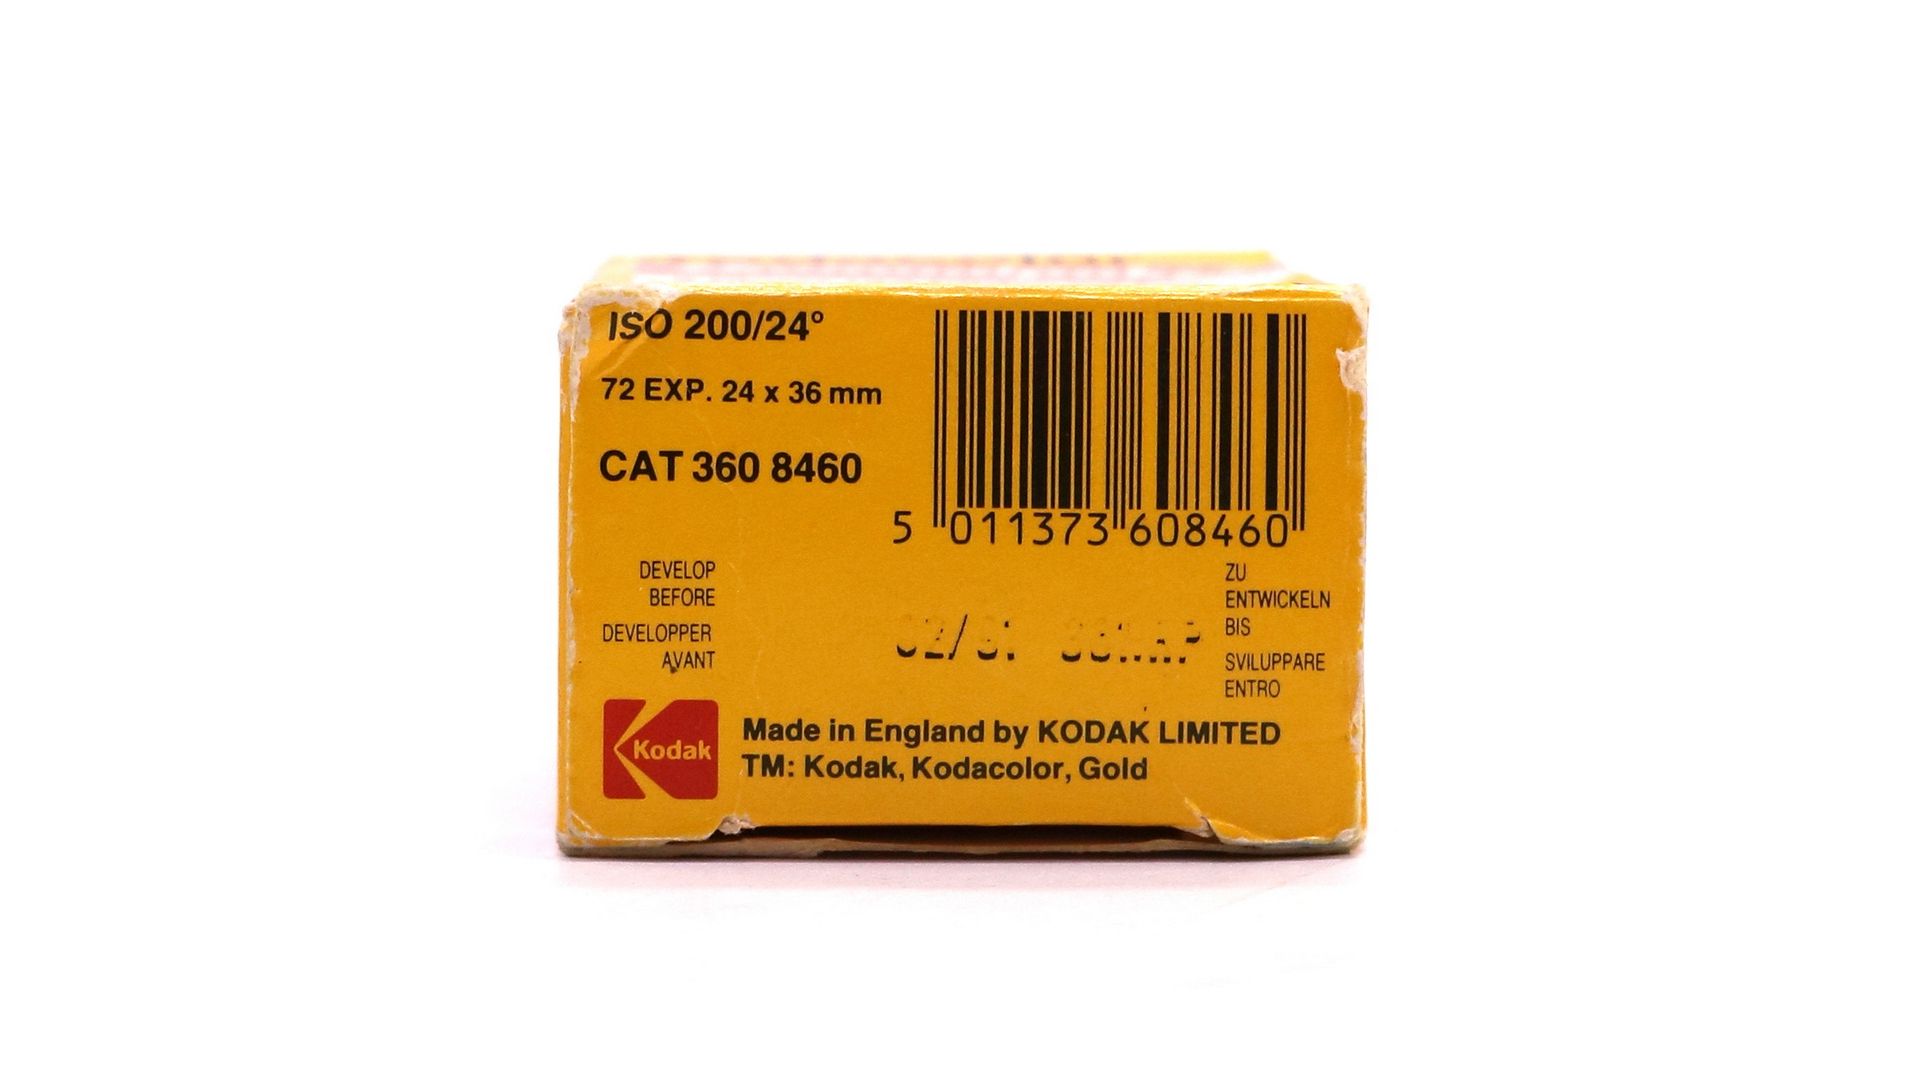 ISO 200/24°
72 EXP. 24 x 36 mm
CAT 360 8460
5 011373 608460
DEVELOP
BEFORE
DEVELOPPER
AVANT
ZU
ENTWICKELN
BIS
SVILUPPARE
ENTRO
Kodak
Made in England by KODAK LIMITED
TM: Kodak, Kodacolor, Gold